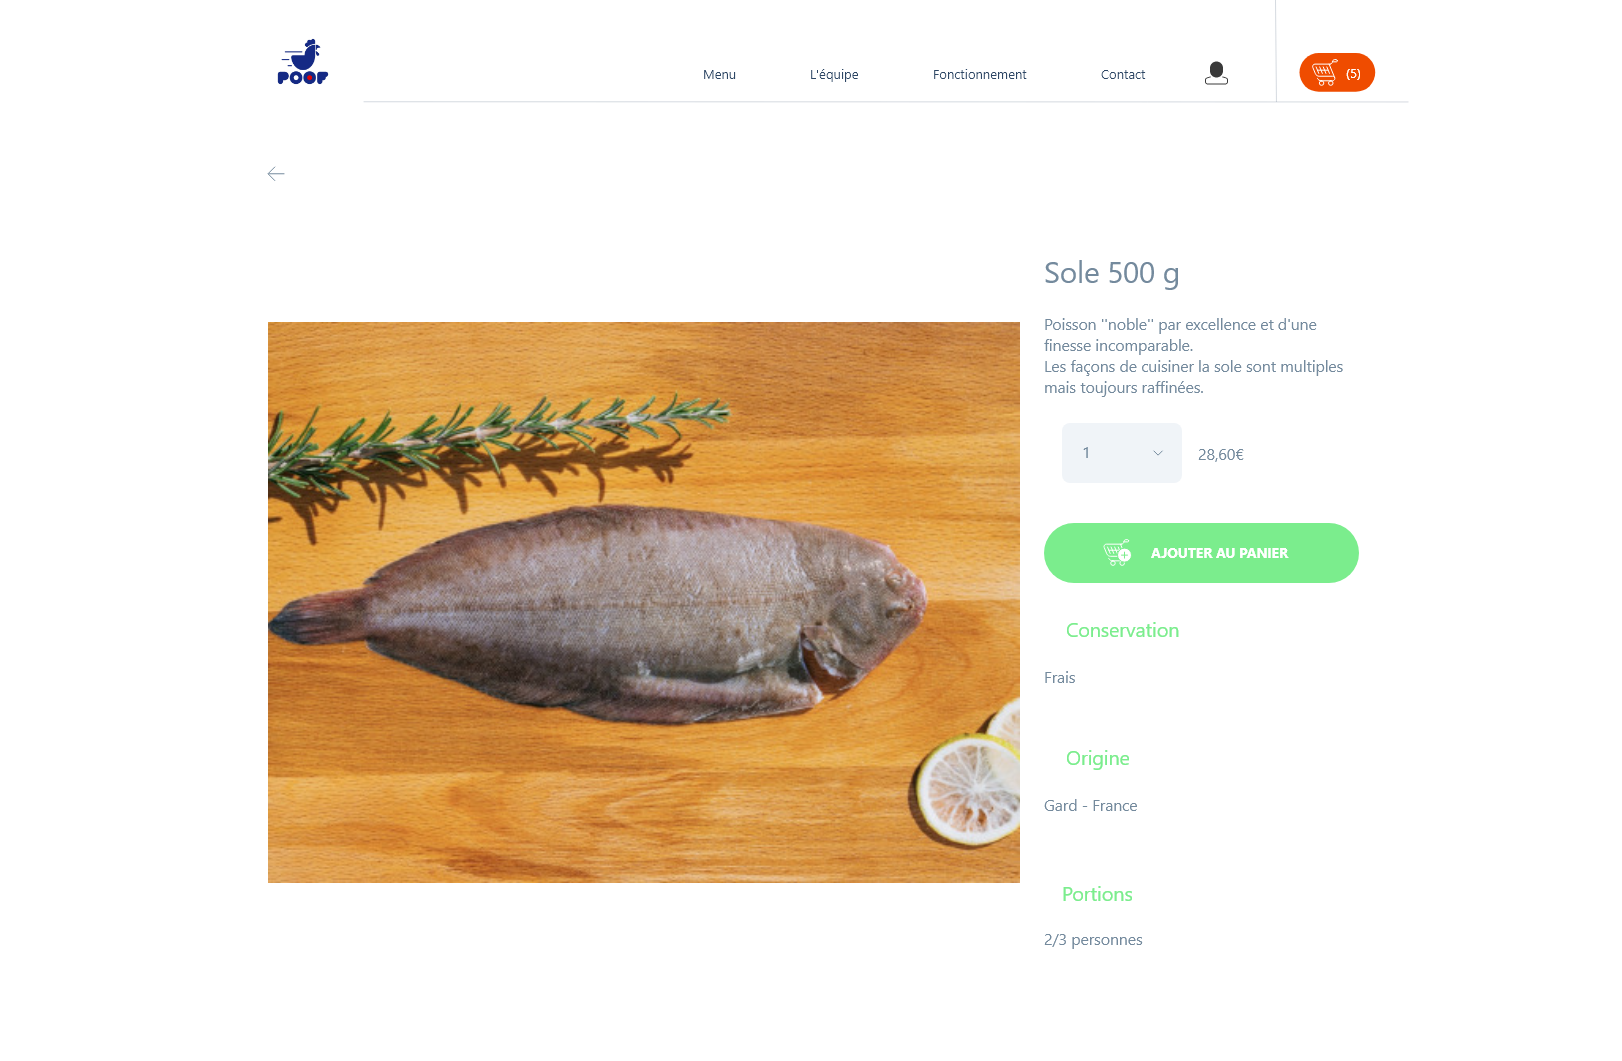 POOF
Menu
L'équipe
Fonctionnement
Contact
(5)
Sole 500 g
Poisson ''noble'' par excellence et d'une
finesse incomparable.
Les façons de cuisiner la sole sont multiples
mais toujours raffinées.
1
28,60€
AJOUTER AU PANIER
Conservation
Frais
Origine
Gard - France
Portions
2/3 personnes